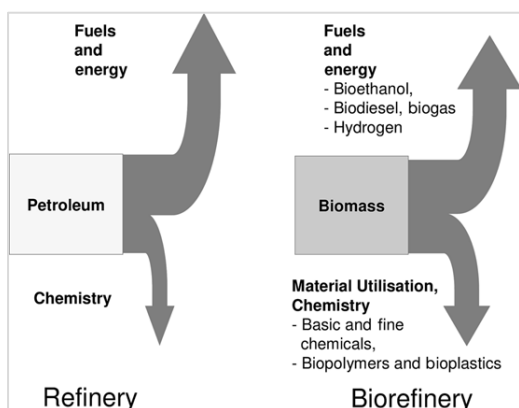 Fuels
and
energy
Petroleum
Chemistry
Refinery
Fuels
and
energy
- Bioethanol,
- Biodiesel, biogas
- Hydrogen
Biomass
Material Utilisation,
Chemistry
- Basic and fine
chemicals,
- Biopolymers and bioplastics
Biorefinery